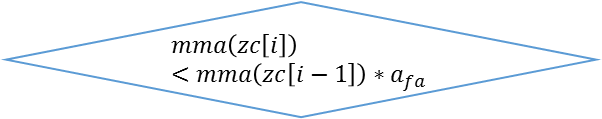 mma(zc[i])
< mma(zc[i − 1]) * a_fa